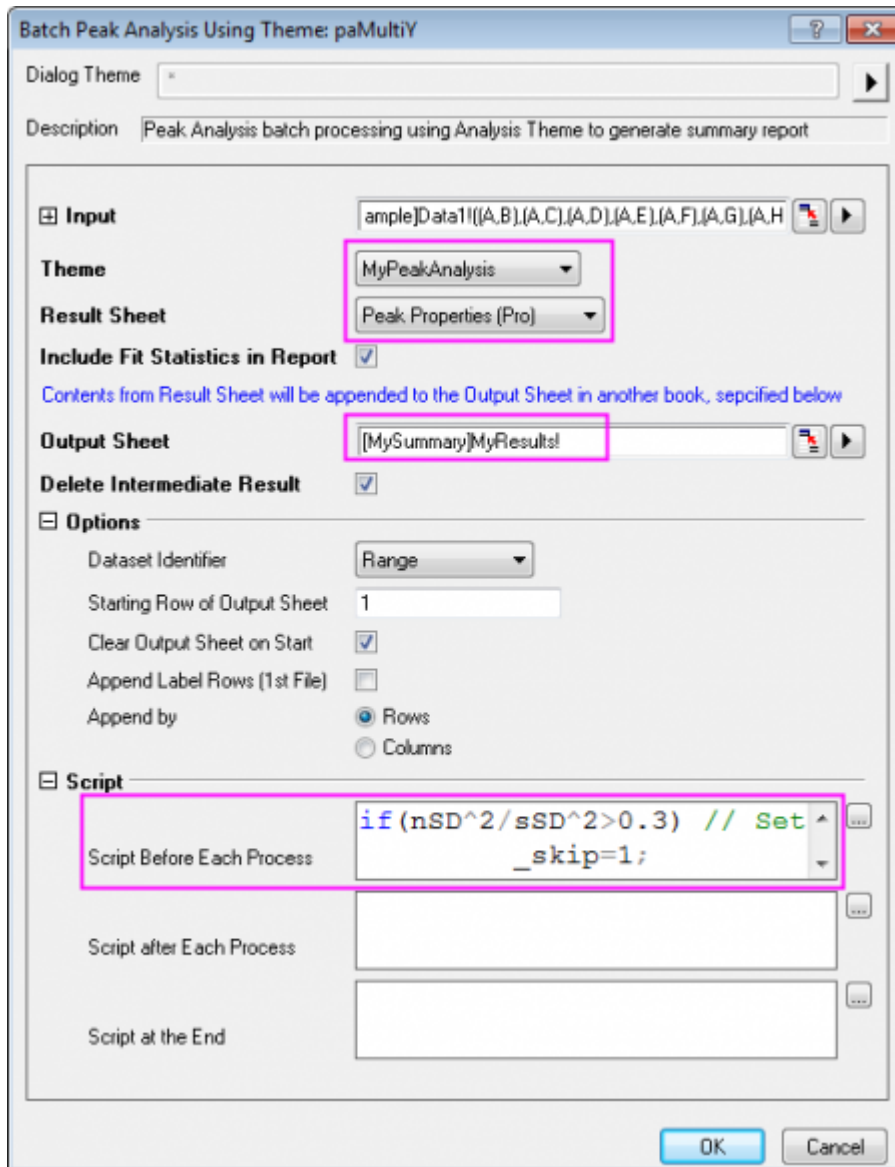 Batch Peak Analysis Using Theme: paMultiY
Dialog Theme *
Description Peak Analysis batch processing using Analysis Theme to generate summary report
Input ample]Data1!((A,B),(A,C),(A,D),(A,E),(A,F),(A,G),(A,H
Theme MyPeakAnalysis
Result Sheet Peak Properties (Pro)
Include Fit Statistics in Report
Contents from Result Sheet will be appended to the Output Sheet in another book, sepcified below
Output Sheet [MySummary]MyResults!
Delete Intermediate Result
Options
Dataset Identifier Range
Starting Row of Output Sheet 1
Clear Output Sheet on Start
Append Label Rows (1st File)
Append by Rows
Columns
Script
if(nSD^2/sSD^2>0.3) // Set
Script Before Each Process _skip=1;
...
Script after Each Process
...
Script at the End
...
OK Cancel